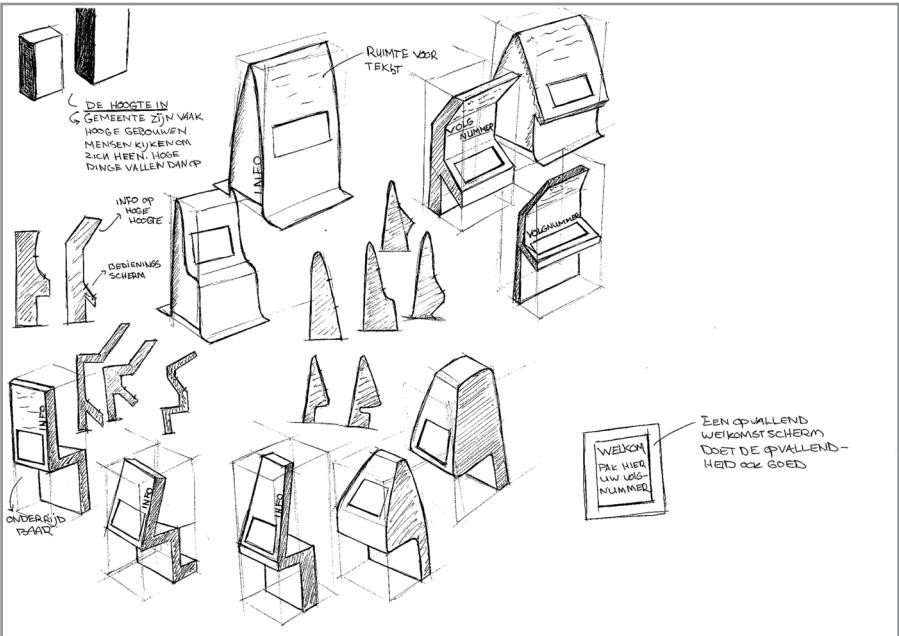 DE HOOGTE IN
GEMEENTE ZIJN VAAK
HOGE GEBOUWEN
MENSEN KIJKEN OM
ZICH HEEN. HOGE
DINGE VALLEN DAN OP
RUIMTE VOOR
TEKST
INFO
VOLG
NUMMER
VOLGNUMMER
INFO OP
HOGE
HOOGTE
BEDIENINGS
SCHERM
INFO
ONDERRIJD
BAAR
INFO
INFO
WELKOM
PAK HIER
UW VOLG-
NUMMER
EEN OPVALLEND
WELKOMSTSCHERM
DOET DE OPVALLEND-
HEID OOK GOED